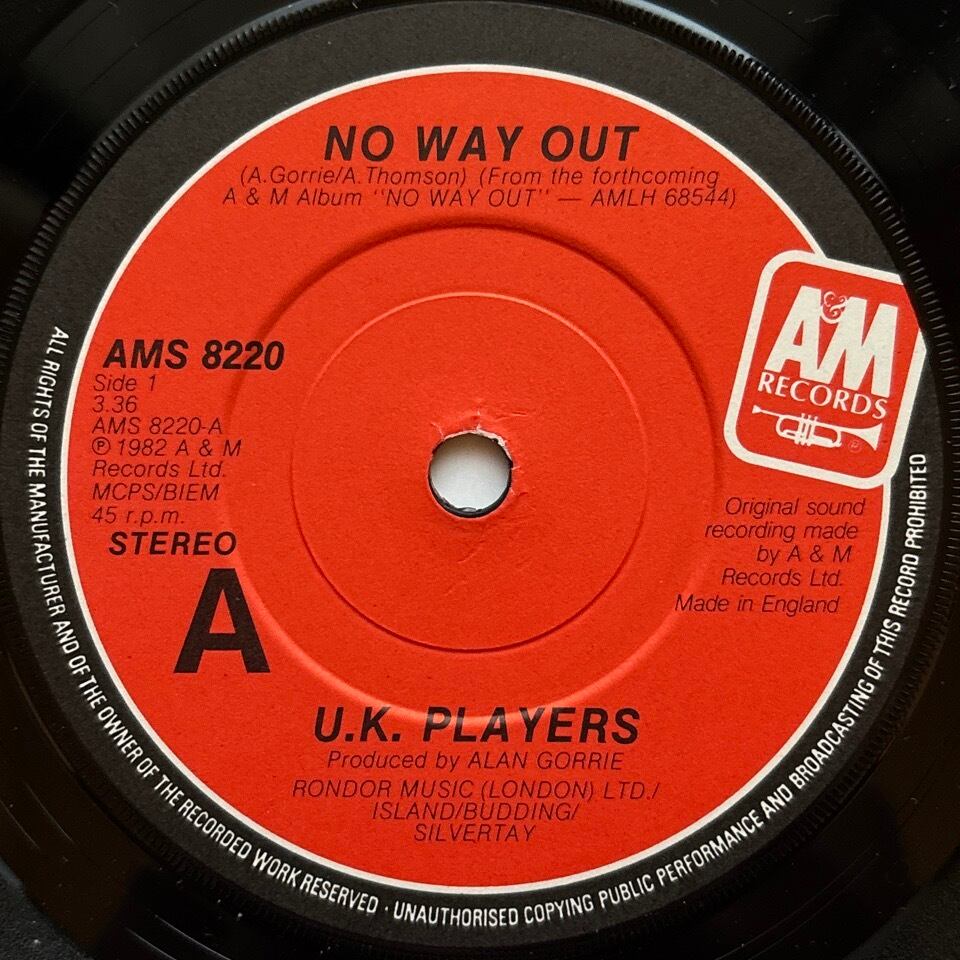 NO WAY OUT
(A.Gorrie/A.Thomson) (From the forthcoming
A & M Album "NO WAY OUT" — AMLH 68544)
A&M
RECORDS
AMS 8220
Side 1
3.36
AMS 8220-A
℗ 1982 A & M
Records Ltd.
MCPS/BIEM
45 r.p.m.
STEREO
A
Original sound
recording made
by A & M
Records Ltd.
Made in England
U.K. PLAYERS
Produced by ALAN GORRIE
RONDOR MUSIC (LONDON) LTD./
ISLAND/BUDDING/
SILVERTAY
ALL RIGHTS OF THE MANUFACTURER AND OF THE OWNER OF THE RECORDED WORK RESERVED · UNAUTHORISED COPYING PUBLIC PERFORMANCE AND BROADCASTING OF THIS RECORD PROHIBITED